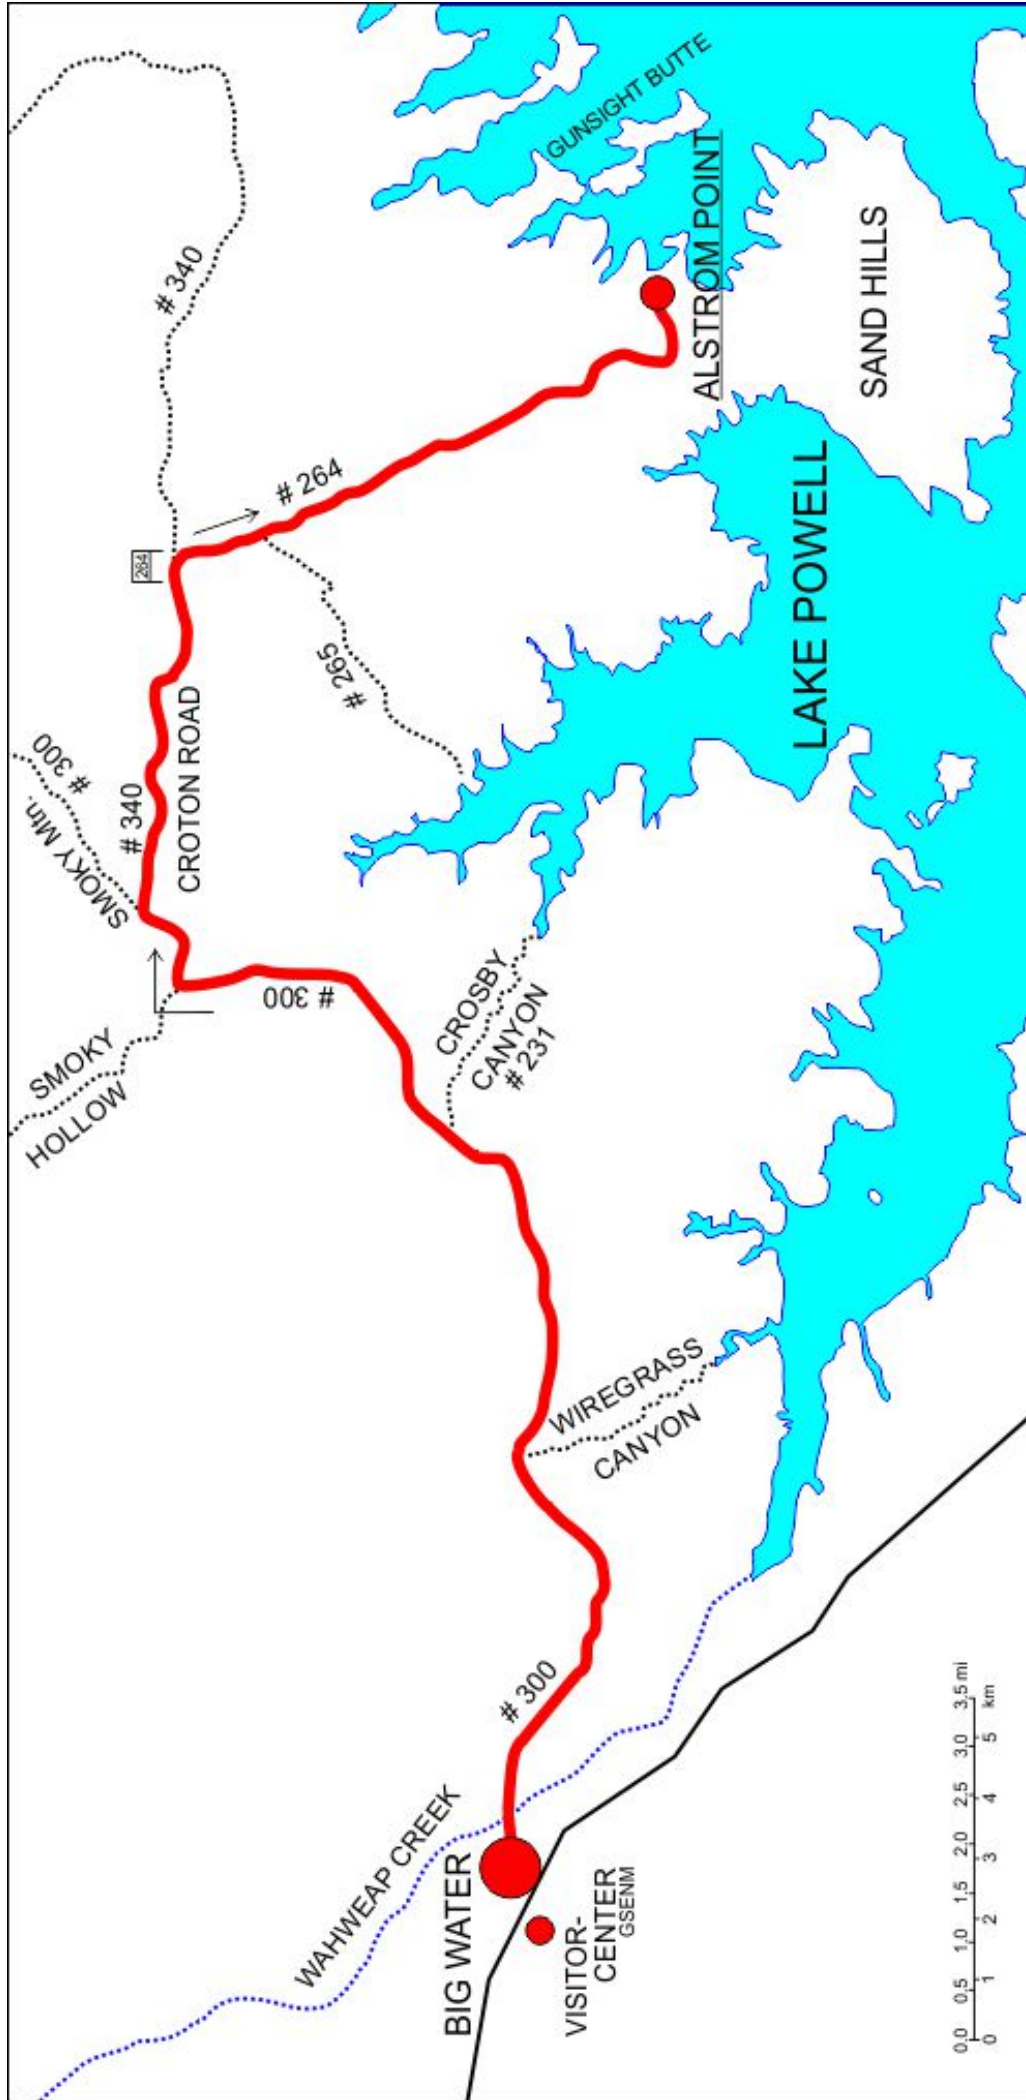 SMOKY
HOLLOW
SMOKY Mtn.
# 300
# 340
CROTON ROAD
264
# 340
# 264
# 265
# 300
GUNSIGHT BUTTE
ALSTROM POINT
SAND HILLS
LAKE POWELL
CROSBY
CANYON
# 231
WIREGRASS
CANYON
# 300
WAHWEAP CREEK
BIG WATER
VISITOR-
CENTER
GSENM
0.0 0.5 1.0 1.5 2.0 2.5 3.0 3.5 mi
0 1 2 3 4 5 km